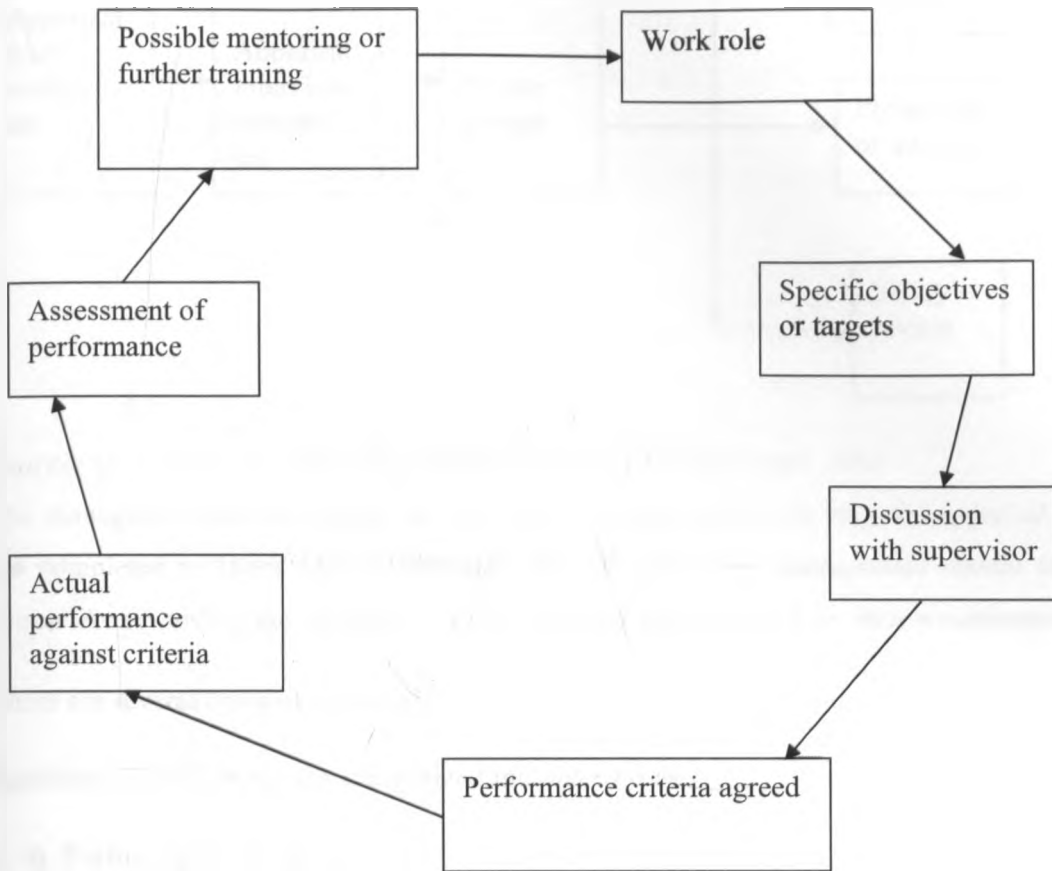 Possible mentoring or
further training
Work role
Specific objectives
or targets
Discussion
with supervisor
Performance criteria agreed
Actual
performance
against criteria
Assessment of
performance